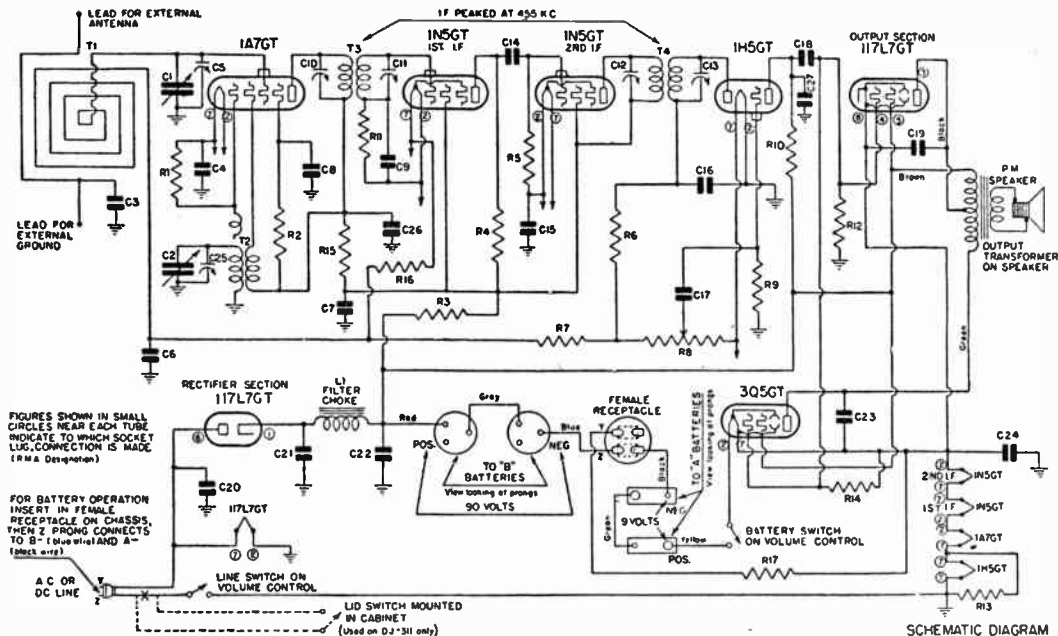 LEAD FOR EXTERNAL
ANTENNA
T1
C1
C5
1A7GT
IF PEAKED AT 455 KC
C10
T3
C11
1N5GT
1ST. I.F
C14
1N5GT
2ND I.F
C12
T4
C13
1H5GT
C18
C27
OUTPUT SECTION
117L7GT
C19
Black
Brown
PM
SPEAKER
OUTPUT
TRANSFORMER
ON SPEAKER
Green
R1
C4
C8
R11
C9
R5
C15
R4
R6
C16
R10
R12
LEAD FOR
EXTERNAL
GROUND
C3
T2
C2
C25
R2
R15
C26
R16
C7
R3
C17
R9
R7
R8
C6
RECTIFIER SECTION
117L7GT
L1
FILTER
CHOKE
Red
Gray
POS.
NEG
Blue
FEMALE
RECEPTACLE
Y
Z
Black
3Q5GT
C23
C24
FIGURES SHOWN IN SMALL
CIRCLES NEAR EACH TUBE
INDICATE TO WHICH SOCKET
LUG, CONNECTION IS MADE
(R.M.A. Designation)
C21
C22
TO "B"
BATTERIES
View looking at prongs
90 VOLTS
TO "A" BATTERIES
View looking at prongs
NEG.
9 VOLTS
Green
Yellow
POS.
BATTERY SWITCH
ON VOLUME CONTROL
R14
R17
2ND I.F
1N5GT
1ST I.F
1N5GT
1A7GT
1H5GT
R13
C20
117L7GT
FOR BATTERY OPERATION
INSERT IN FEMALE
RECEPTACLE ON CHASSIS,
THEN Z PRONG CONNECTS
TO B- (blue wire) AND A-
(black only)
A C OR
DC LINE
Y
Z
LINE SWITCH ON
VOLUME CONTROL
LID SWITCH MOUNTED
IN CABINET
(Used on DJ-311 only)
SCHEMATIC DIAGRAM